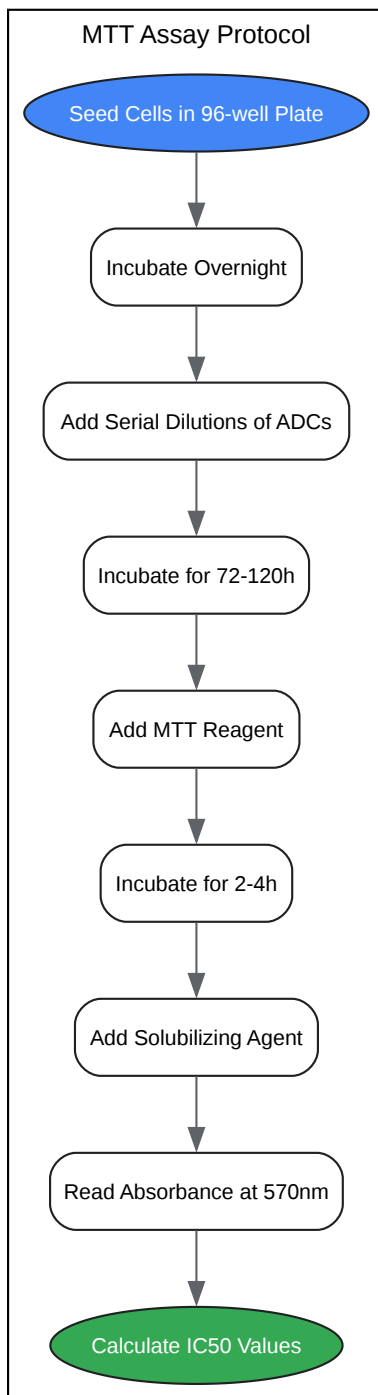 MTT Assay Protocol
Seed Cells in 96-well Plate
Incubate Overnight
Add Serial Dilutions of ADCs
Incubate for 72-120h
Add MTT Reagent
Incubate for 2-4h
Add Solubilizing Agent
Read Absorbance at 570nm
Calculate IC50 Values